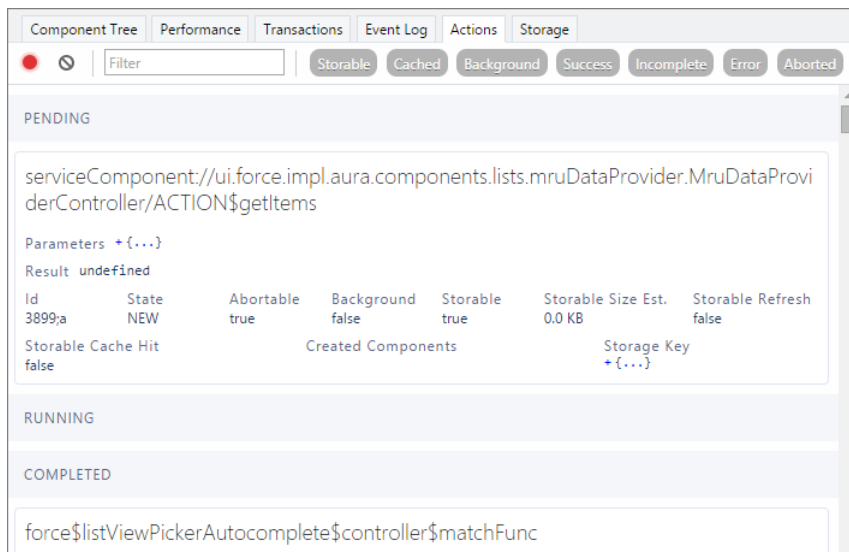 Component Tree Performance Transactions Event Log Actions Storage
Filter Storable Cached Background Success Incomplete Error Aborted
PENDING
serviceComponent://ui.force.impl.aura.components.lists.mruDataProvider.MruDataProvi
derController/ACTION$getItems
Parameters +{...}
Result undefined
Id State Abortable Background Storable Storable Size Est. Storable Refresh
3899;a NEW true false true 0.0 KB false
Storable Cache Hit Created Components Storage Key
false +{...}
RUNNING
COMPLETED
force$listViewPickerAutocomplete$controller$matchFunc